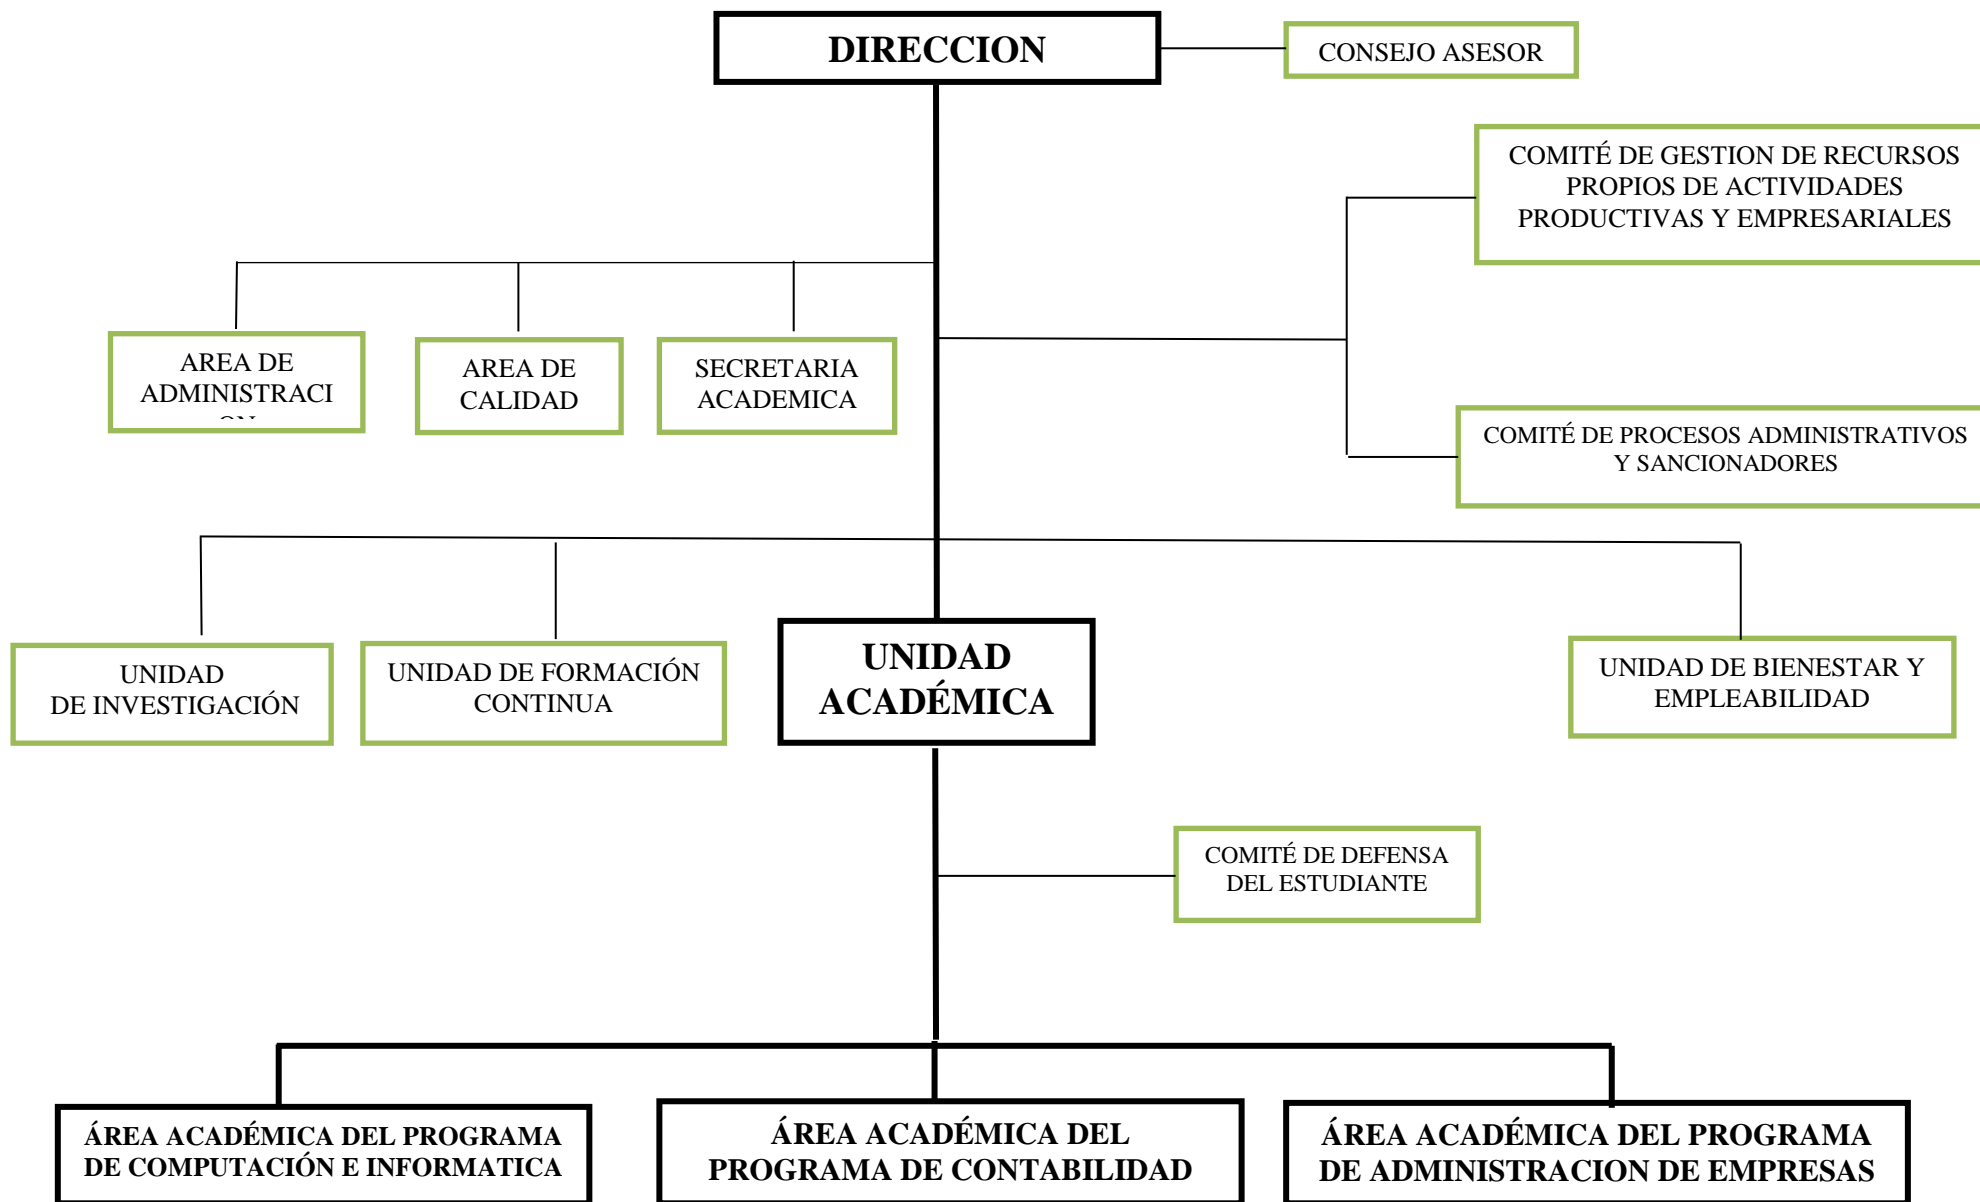 DIRECCION
CONSEJO ASESOR
COMITÉ DE GESTION DE RECURSOS
PROPIOS DE ACTIVIDADES
PRODUCTIVAS Y EMPRESARIALES
AREA DE
ADMINISTRACI
ON
AREA DE
CALIDAD
SECRETARIA
ACADEMICA
COMITÉ DE PROCESOS ADMINISTRATIVOS
Y SANCIONADORES
UNIDAD
DE INVESTIGACIÓN
UNIDAD DE FORMACIÓN
CONTINUA
UNIDAD
ACADÉMICA
UNIDAD DE BIENESTAR Y
EMPLEABILIDAD
COMITÉ DE DEFENSA
DEL ESTUDIANTE
ÁREA ACADÉMICA DEL PROGRAMA
DE COMPUTACIÓN E INFORMATICA
ÁREA ACADÉMICA DEL
PROGRAMA DE CONTABILIDAD
ÁREA ACADÉMICA DEL PROGRAMA
DE ADMINISTRACION DE EMPRESAS